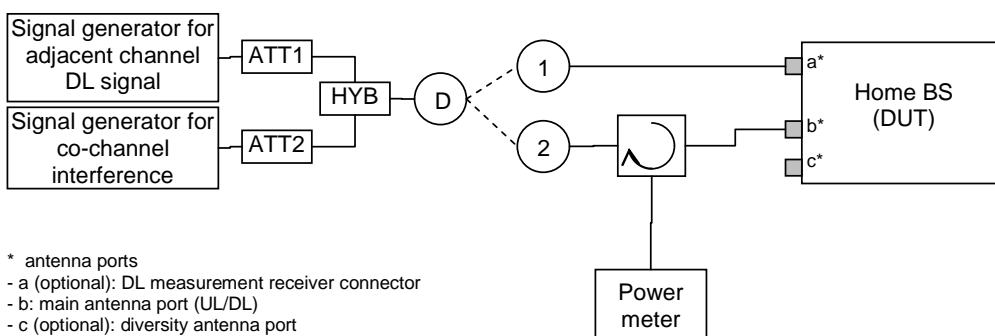 Signal generator for
adjacent channel
DL signal
ATT1
HYB
D
Signal generator for
co-channel
interference
ATT2
1
2
a*
b*
c*
Home BS
(DUT)
Power
meter
* antenna ports
- a (optional): DL measurement receiver connector
- b: main antenna port (UL/DL)
- c (optional): diversity antenna port